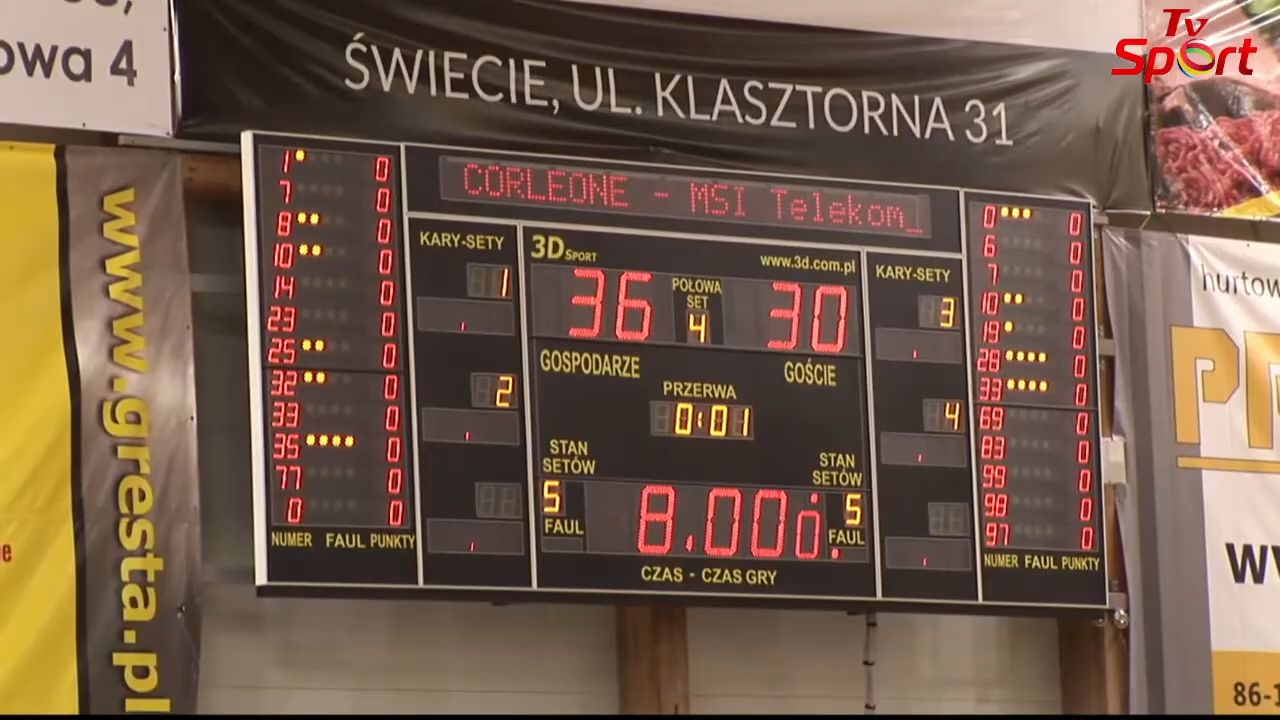 owa 4
ŚWIECIE, UL. KLASZTORNA 31
Tv
Sport
CORLEONE - MSI Telekom_
1 0
7 0
8 0
10 0
14 0
23 0
25 0
32 0
33 0
35 0
77 0
0 0
NUMER FAUL PUNKTY
KARY-SETY
1
2
3D SPORT
www.3d.com.pl
36
POŁOWA
SET
4
30
GOSPODARZE
GOŚCIE
PRZERWA
0:01
STAN
SETÓW
5
FAUL
8.00
STAN
SETÓW
5
FAUL
CZAS - CZAS GRY
KARY-SETY
3
4
0 0
6 0
7 0
10 0
19 0
28 0
33 0
69 0
83 0
99 0
98 0
97 0
NUMER FAUL PUNKTY
www.gresta.pl
hurtow
86-1